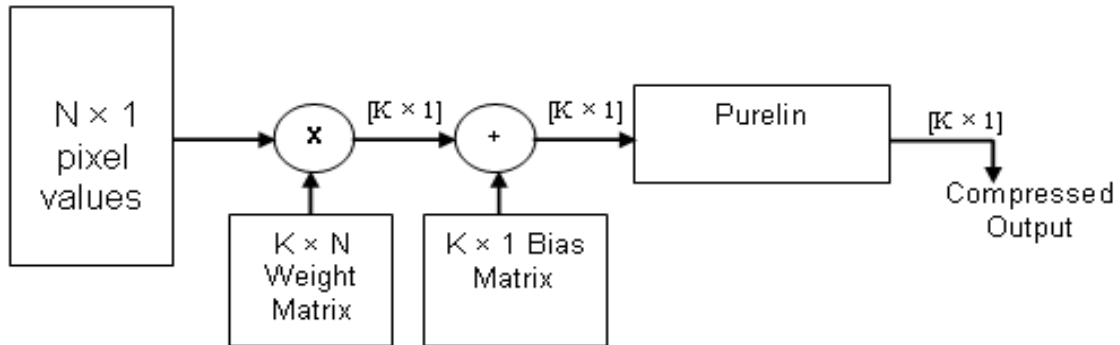 N × 1
pixel
values
X
[K × 1]
+
[K × 1]
Purelin
[K × 1]
Compressed
Output
K × N
Weight
Matrix
K × 1 Bias
Matrix